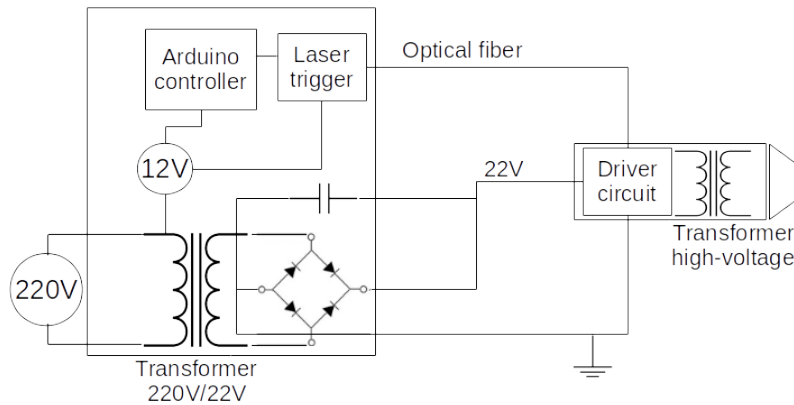 Arduino
controller
Laser
trigger
Optical fiber
12V
22V
Driver
circuit
Transformer
high-voltage
220V
Transformer
220V/22V